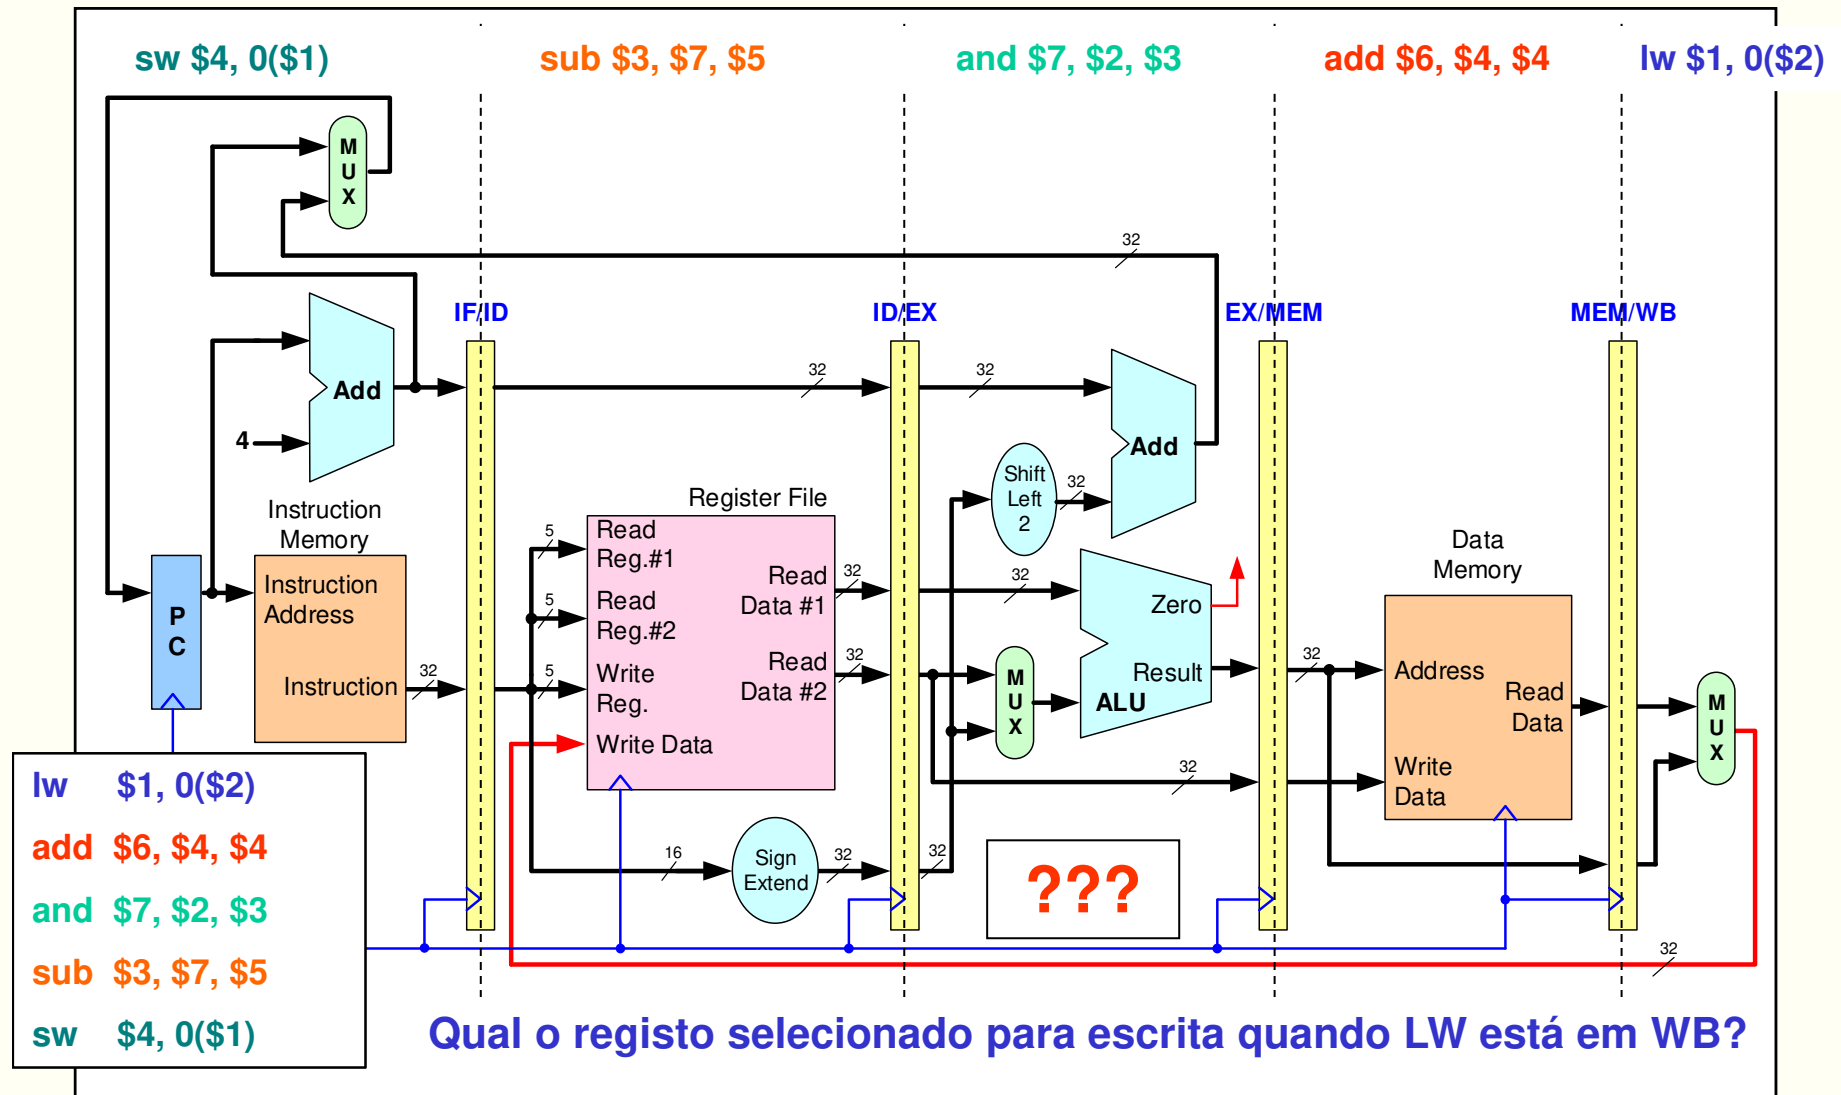 sw $4, 0($1)
sub $3, $7, $5
and $7, $2, $3
add $6, $4, $4
lw $1, 0($2)
M
U
X
32
IF/ID
ID/EX
EX/MEM
MEM/WB
Add
4
32
32
Add
Shift
Left
2
32
Instruction
Memory
Register File
Data
Memory
P
C
Instruction
Address
Instruction
32
5
Read
Reg.#1
5
Read
Reg.#2
5
Write
Reg.
Write Data
Read
Data #1
32
Read
Data #2
32
32
M
U
X
Zero
Result
ALU
32
Address
Read
Data
Write
Data
M
U
X
32
16
Sign
Extend
32
32
???
32
lw $1, 0($2)
add $6, $4, $4
and $7, $2, $3
sub $3, $7, $5
sw $4, 0($1)
Qual o registo selecionado para escrita quando LW está em WB?